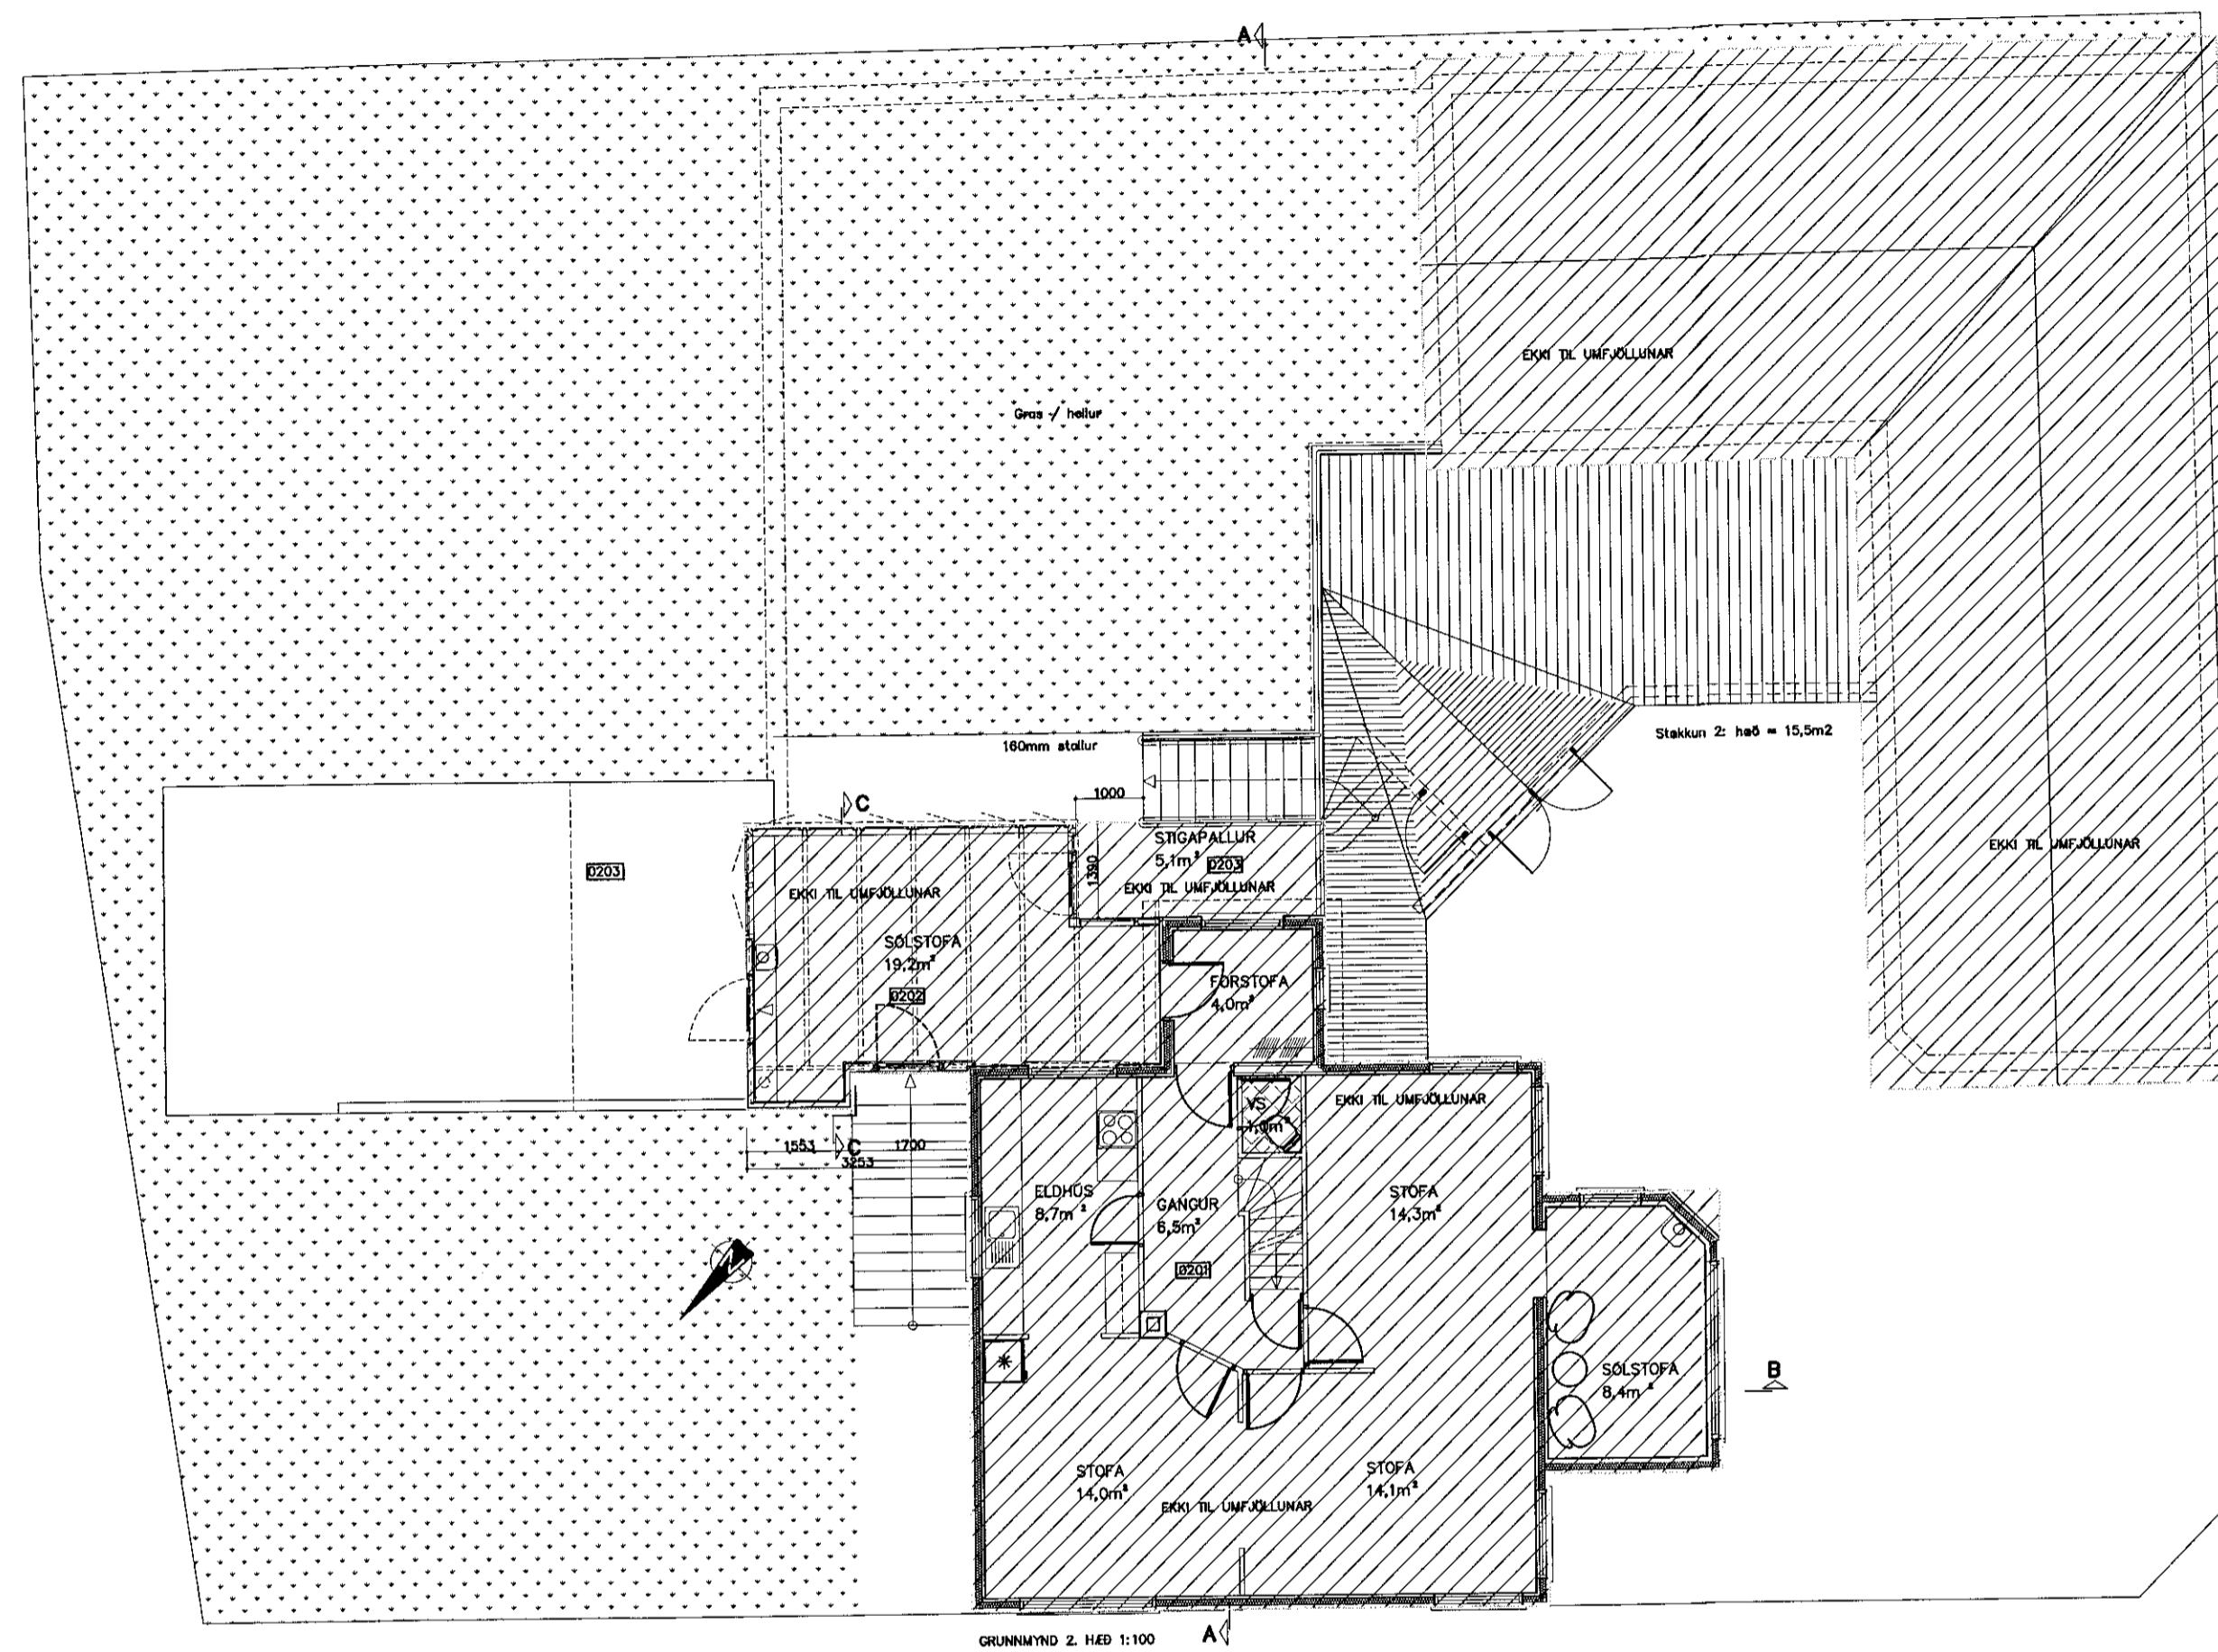 A
EKKI TIL UMFJÖLLUNAR
Gras -/ hellur
160mm stallur
Stækkun 2: hæð = 15,5m2
1000
C
STIGAPALLUR
5,1m²
0203
1390
EKKI TIL UMFJÖLLUNAR
0203
EKKI TIL UMFJÖLLUNAR
EKKI TIL UMFJÖLLUNAR
SÓLSTOFA
19,2m²
0202
FORSTOFA
4,0m²
VS
EKKI TIL UMFJÖLLUNAR
1553
C
1700
3253
ELDHÚS
8,7m²
GANGUR
6,5m²
0201
STOFA
14,3m²
SÓLSTOFA
8,4m²
B
STOFA
14,0m²
STOFA
14,1m²
EKKI TIL UMFJÖLLUNAR
GRUNNMYND 2. HÆÐ 1:100
A